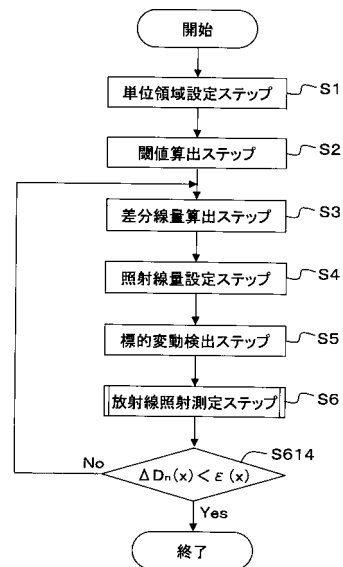 開始
単位領域設定ステップ S1
閾値算出ステップ S2
差分線量算出ステップ S3
照射線量設定ステップ S4
標的変動検出ステップ S5
放射線照射測定ステップ S6
S614
No
ΔDn(x)<ε(x)
Yes
終了